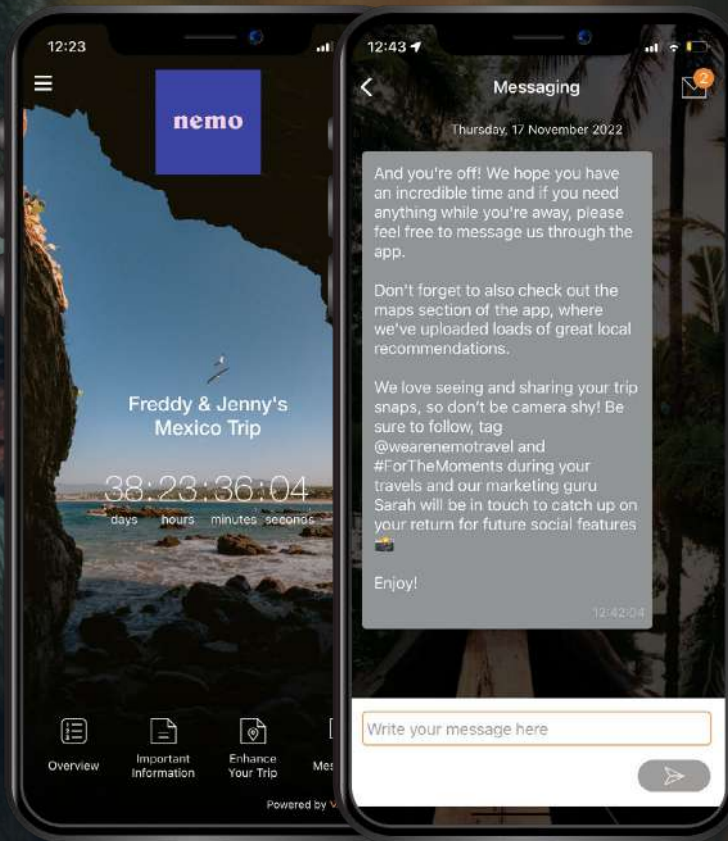 12:23
nemo
Freddy & Jenny's
Mexico Trip
38:23:36:04
days hours minutes seconds
Overview
Important
Information
Enhance
Your Trip
Powered by
12:43
Messaging
2
Thursday, 17 November 2022
And you're off! We hope you have
an incredible time and if you need
anything while you're away, please
feel free to message us through the
app.
Don't forget to also check out the
maps section of the app, where
we've uploaded loads of great local
recommendations.
We love seeing and sharing your trip
snaps, so don't be camera shy! Be
sure to follow, tag
@wearenemotravel and
#ForTheMoments during your
travels and our marketing guru
Sarah will be in touch to catch up on
your return for future social features
📸
Enjoy!
12:42:04
Write your message here